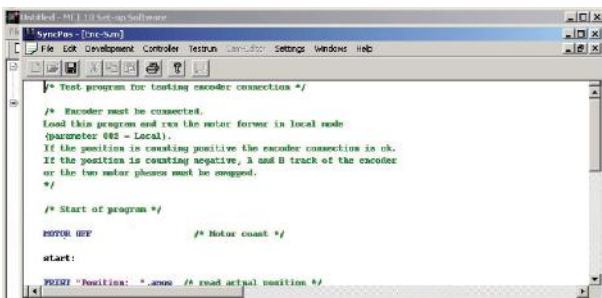 Untitled - MCT 10 Set-up Software
SyncPos - [Enc-S.m]
File Edit Development Controller Testrun Cam-Editor Settings Windows Help
/* Test program for testing encoder connection */
/* Encoder must be connected.
Load this program and run the motor forwar in local mode
(parameter 002 = Local).
If the position is counting positive the encoder connection is ok.
If the position is counting negative, A and B track of the encoder
or the two motor phases must be swapped.
*/
/* Start of program */
MOTOR OFF /* Motor coast */
start:
PRINT "Position: ",apos /* read actual position */